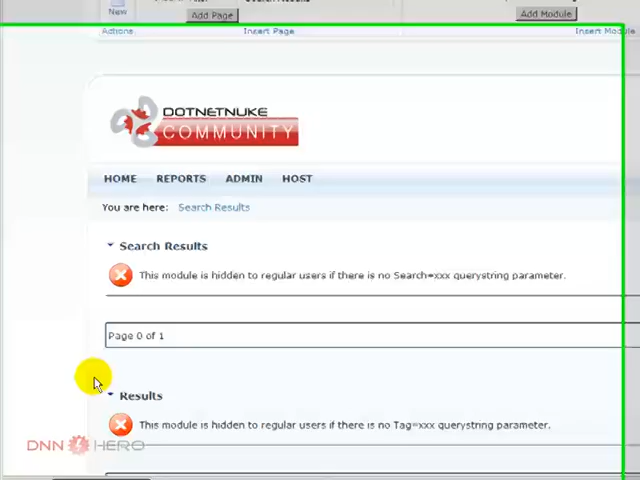 New
Add Page
Add Module
Actions
Insert Page
Insert Module
DOTNETNUKE
COMMUNITY
HOME REPORTS ADMIN HOST
You are here: Search Results
Search Results
This module is hidden to regular users if there is no Search=xxx querystring parameter.
Page 0 of 1
Results
This module is hidden to regular users if there is no Tag=xxx querystring parameter.
DNN HERO